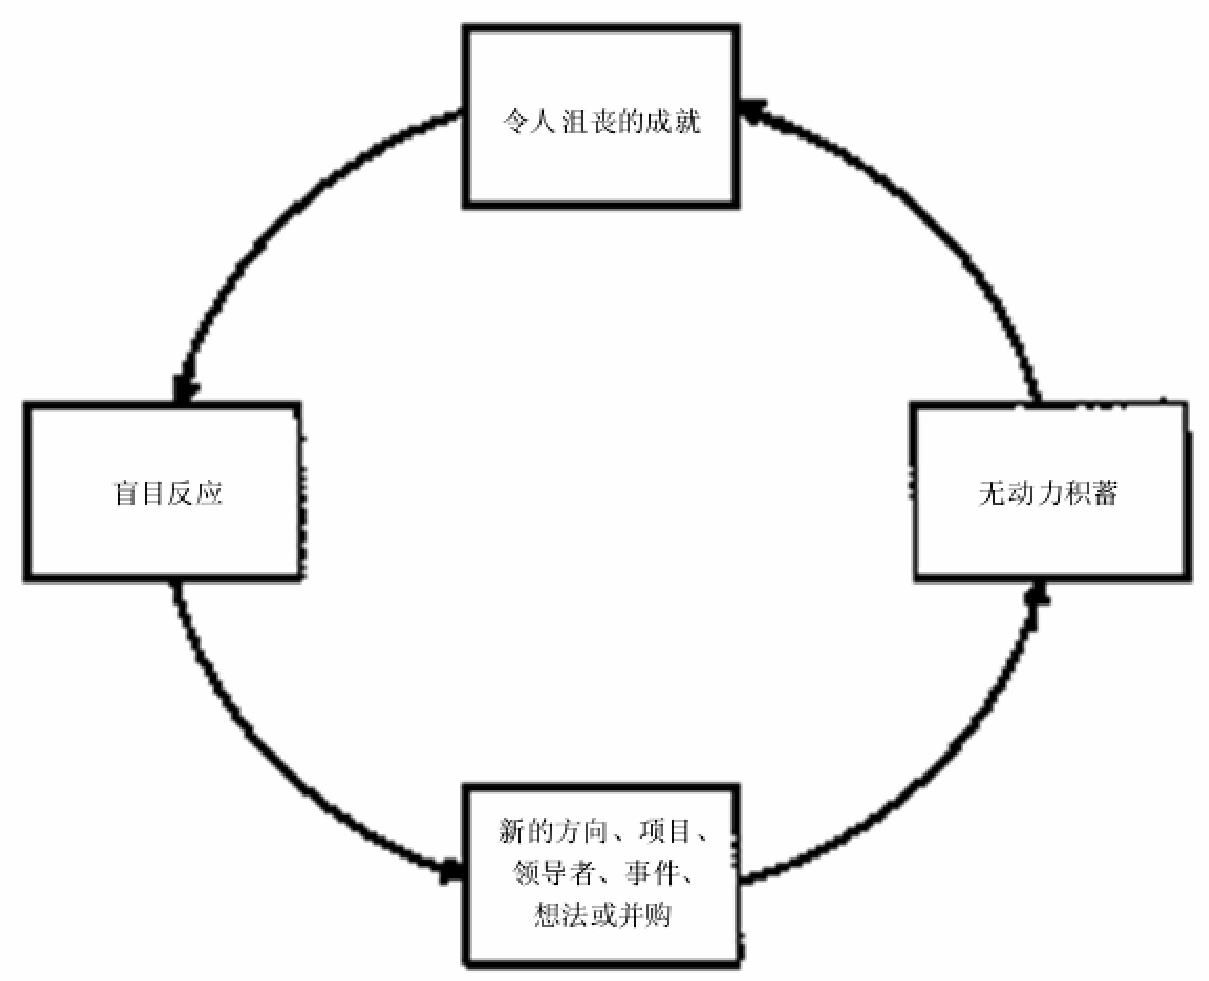 令人沮丧的成就
盲目反应
无动力积蓄
新的方向、项目、
领导者、事件、
想法或并购